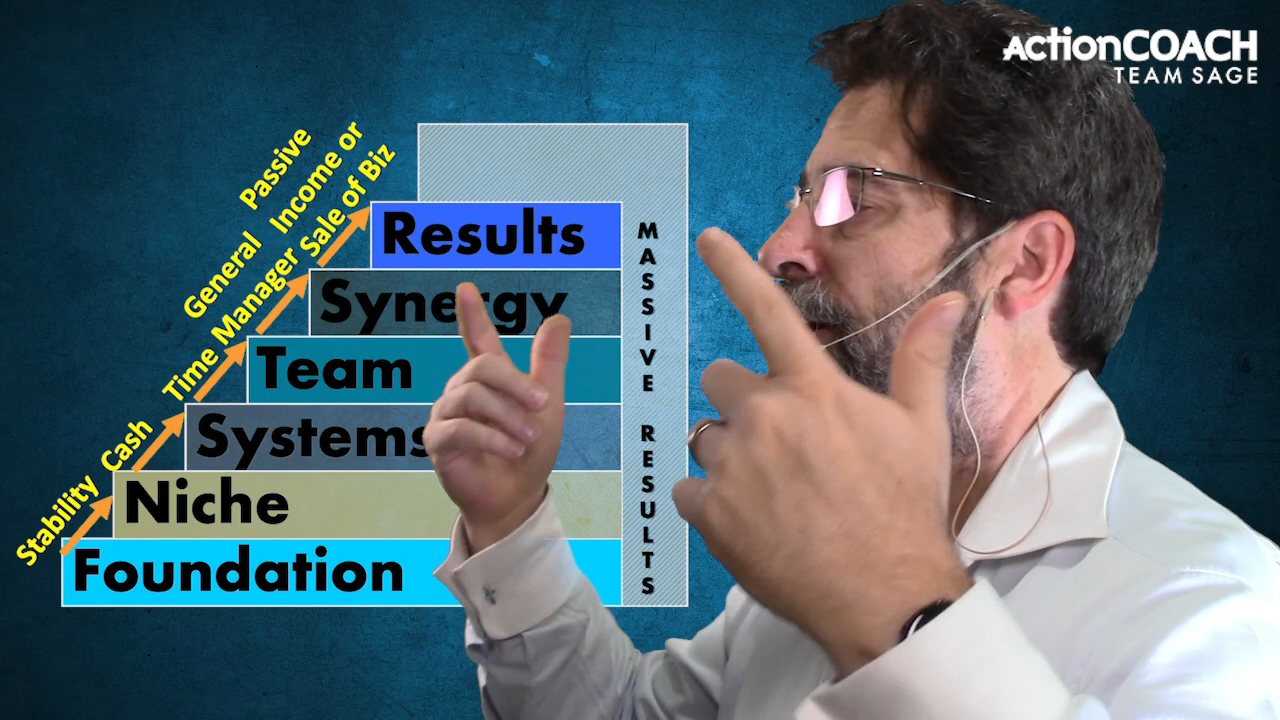 ActionCOACH
TEAM SAGE
Passive
Income or
Sale of Biz
General
Manager
Time
Cash
Stability
Results
Synergy
Team
Systems
Niche
Foundation
MASSIVE RESULTS